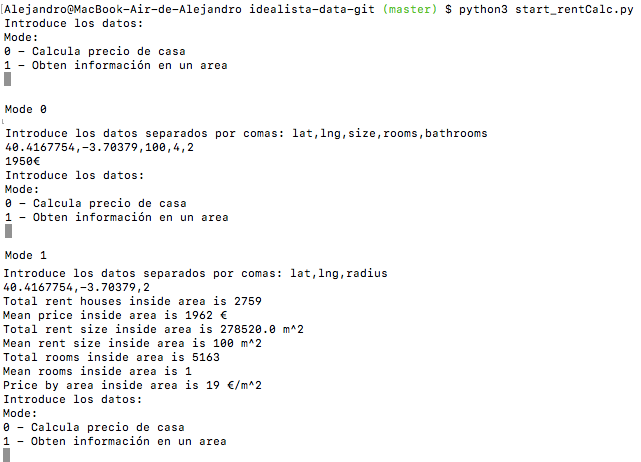 Alejandro@MacBook-Air-de-Alejandro idealista-data-git (master) $ python3 start_rentCalc.py
Introduce los datos:
Mode:
0 - Calcula precio de casa
1 - Obten información en un area
Mode 0
Introduce los datos separados por comas: lat,lng,size,rooms,bathrooms
40.4167754,-3.70379,100,4,2
1950€
Introduce los datos:
Mode:
0 - Calcula precio de casa
1 - Obten información en un area
Mode 1
Introduce los datos separados por comas: lat,lng,radius
40.4167754,-3.70379,2
Total rent houses inside area is 2759
Mean price inside area is 1962 €
Total rent size inside area is 278520.0 m^2
Mean rent size inside area is 100 m^2
Total rooms inside area is 5163
Mean rooms inside area is 1
Price by area inside area is 19 €/m^2
Introduce los datos:
Mode:
0 - Calcula precio de casa
1 - Obten información en un area